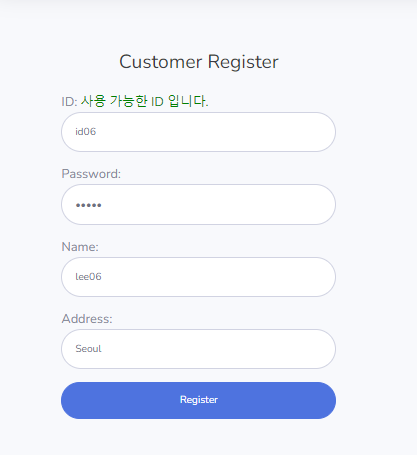 Customer Register
ID: 사용 가능한 ID 입니다.
id06
Password:
•••••
Name:
lee06
Address:
Seoul
Register